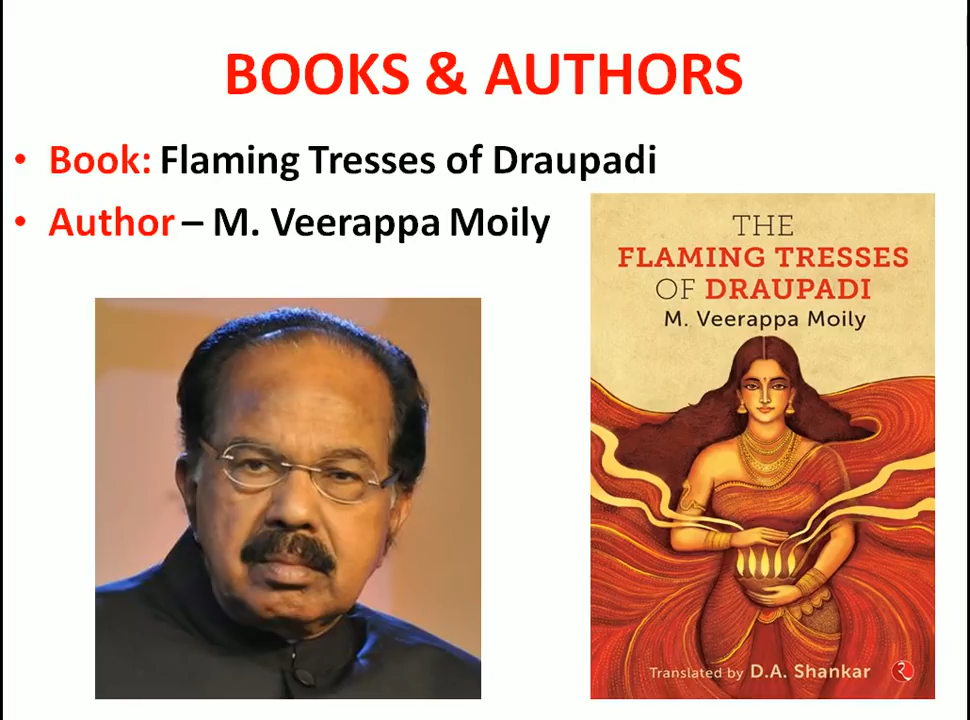 BOOKS & AUTHORS
• Book: Flaming Tresses of Draupadi
• Author – M. Veerappa Moily
THE
FLAMING TRESSES
OF DRAUPADI
M. Veerappa Moily
Translated by D.A. Shankar